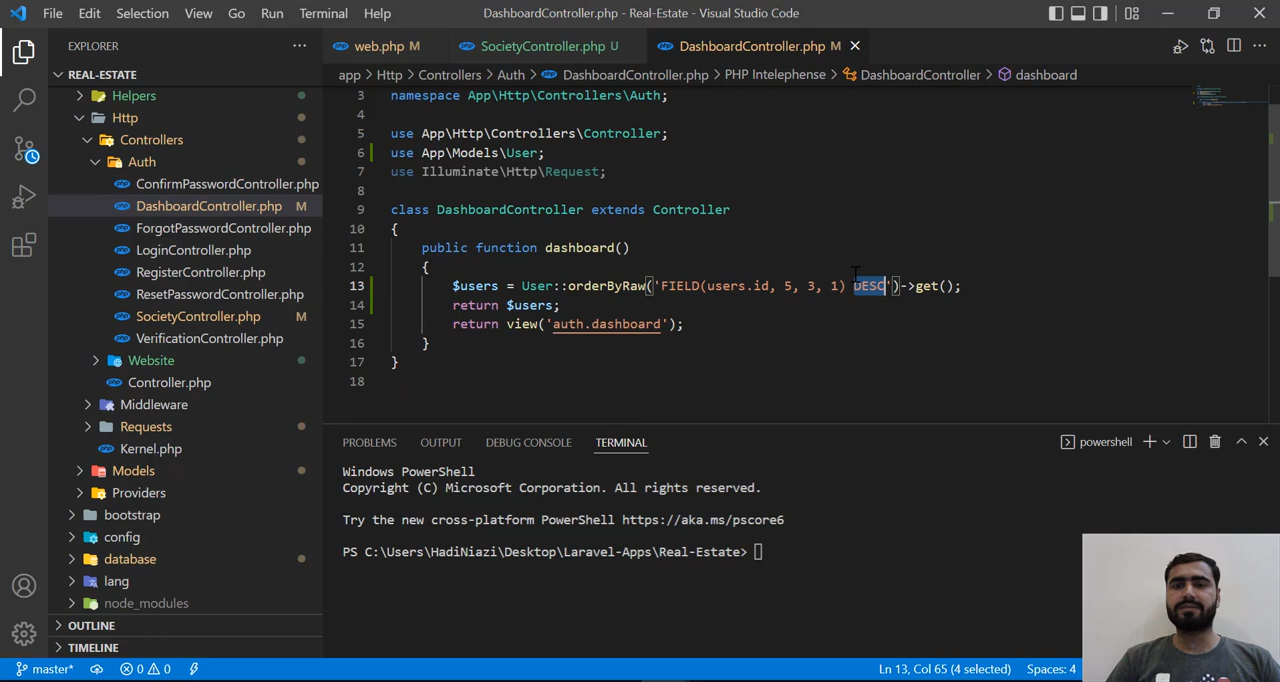 File Edit Selection View Go Run Terminal Help
DashboardController.php - Real-Estate - Visual Studio Code
EXPLORER
REAL-ESTATE
Helpers
Http
Controllers
Auth
ConfirmPasswordController.php
DashboardController.php M
ForgotPasswordController.php
LoginController.php
RegisterController.php
ResetPasswordController.php
SocietyController.php M
VerificationController.php
Website
Controller.php
Middleware
Requests
Kernel.php
Models
Providers
bootstrap
config
database
lang
node_modules
OUTLINE
TIMELINE
web.php M
SocietyController.php U
DashboardController.php M
app > Http > Controllers > Auth > DashboardController.php > PHP Intelephense > DashboardController > dashboard
3 namespace App\Http\Controllers\Auth;
4
5 use App\Http\Controllers\Controller;
6 use App\Models\User;
7 use Illuminate\Http\Request;
8
9 class DashboardController extends Controller
10 {
11 public function dashboard()
12 {
13 $users = User::orderByRaw('FIELD(users.id, 5, 3, 1) DESC')->get();
14 return $users;
15 return view('auth.dashboard');
16 }
17 }
18
PROBLEMS OUTPUT DEBUG CONSOLE TERMINAL
powershell
Windows PowerShell
Copyright (C) Microsoft Corporation. All rights reserved.
Try the new cross-platform PowerShell https://aka.ms/pscore6
PS C:\Users\HadiNiazi\Desktop\Laravel-Apps\Real-Estate>
master* 0 0
Ln 13, Col 65 (4 selected) Spaces: 4